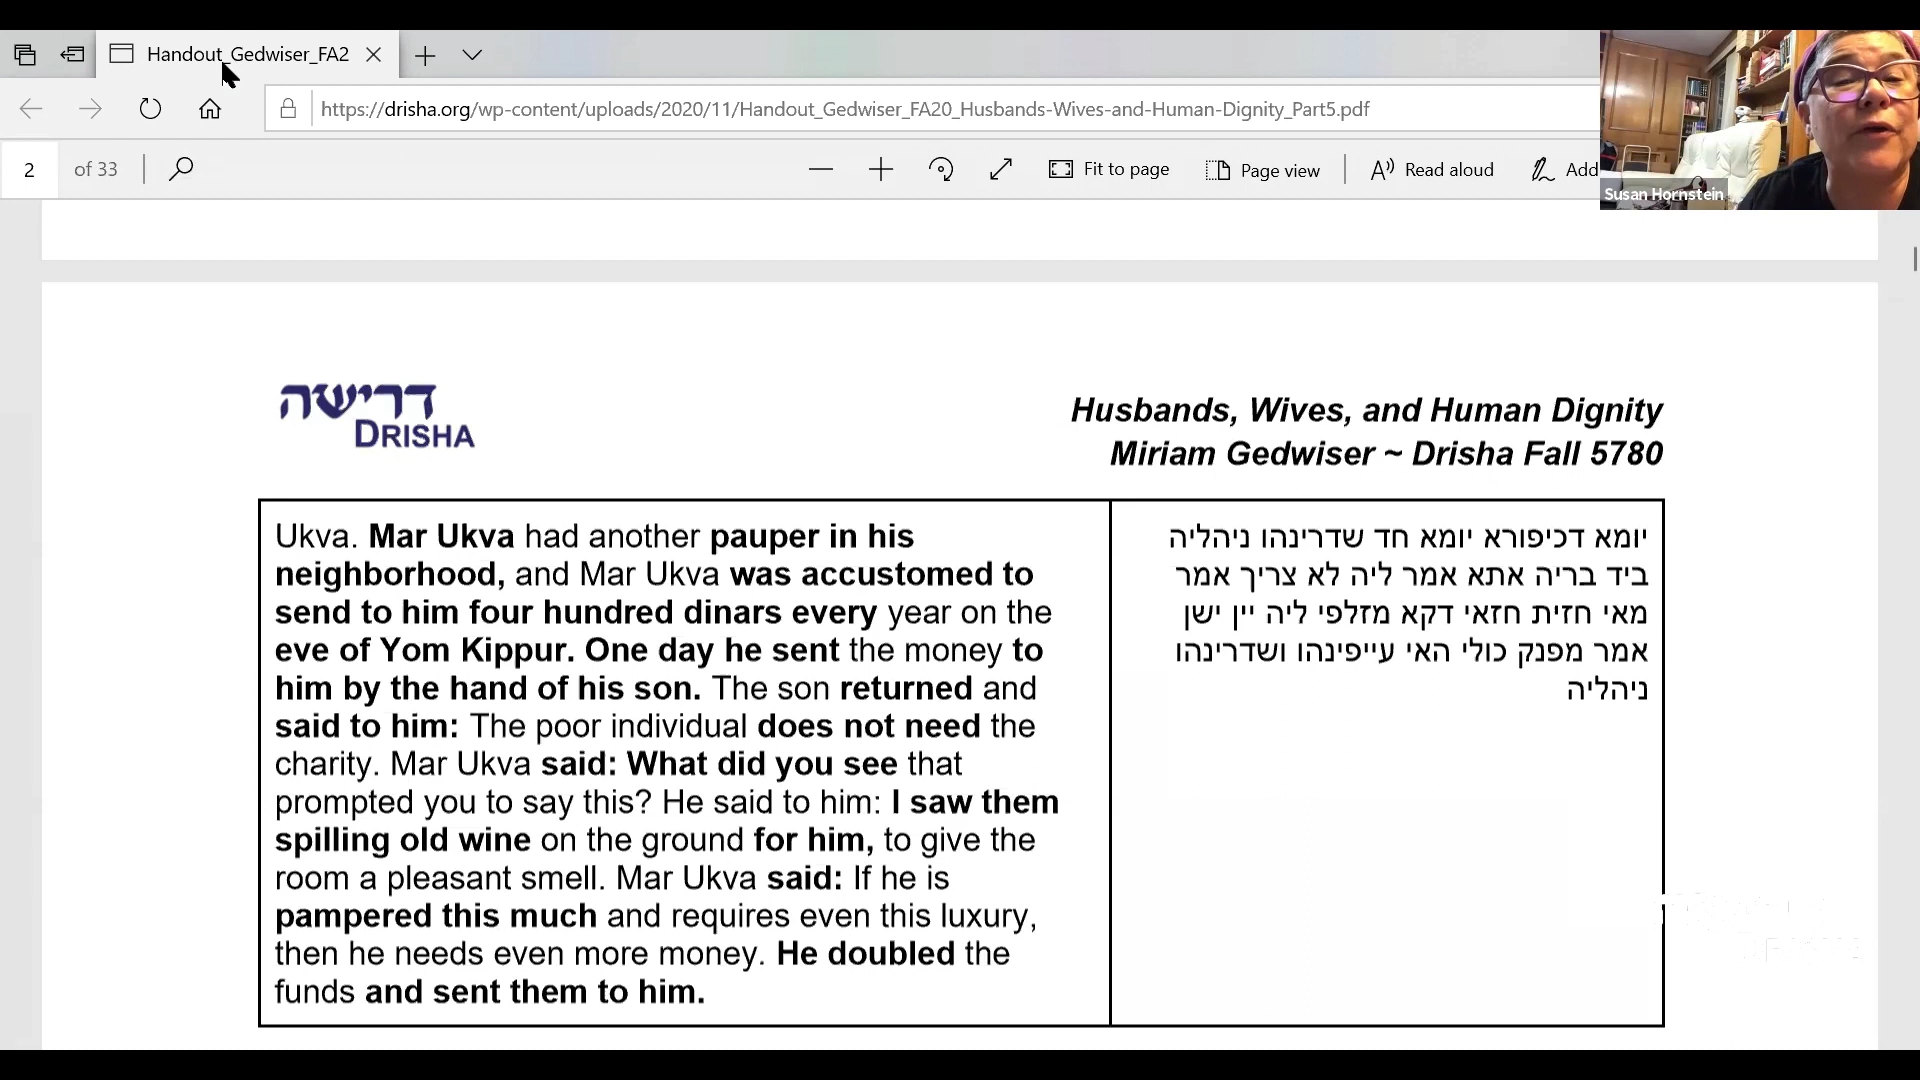 Handout_Gedwiser_FA2
https://drisha.org/wp-content/uploads/2020/11/Handout_Gedwiser_FA20_Husbands-Wives-and-Human-Dignity_Part5.pdf
2 of 33
Fit to page
Page view
Read aloud
Add
Susan Hornstein
דרישה
DRISHA
Husbands, Wives, and Human Dignity
Miriam Gedwiser ~ Drisha Fall 5780
Ukva. Mar Ukva had another pauper in his
neighborhood, and Mar Ukva was accustomed to
send to him four hundred dinars every year on the
eve of Yom Kippur. One day he sent the money to
him by the hand of his son. The son returned and
said to him: The poor individual does not need the
charity. Mar Ukva said: What did you see that
prompted you to say this? He said to him: I saw them
spilling old wine on the ground for him, to give the
room a pleasant smell. Mar Ukva said: If he is
pampered this much and requires even this luxury,
then he needs even more money. He doubled the
funds and sent them to him.
יומא דכיפורא יומא חד שדרינהו ניהליה
ביד בריה אתא אמר ליה לא צריך אמר
מאי חזית חזאי דקא מזלפי ליה יין ישן
אמר מפנק כולי האי עייפינהו ושדרינהו
ניהליה